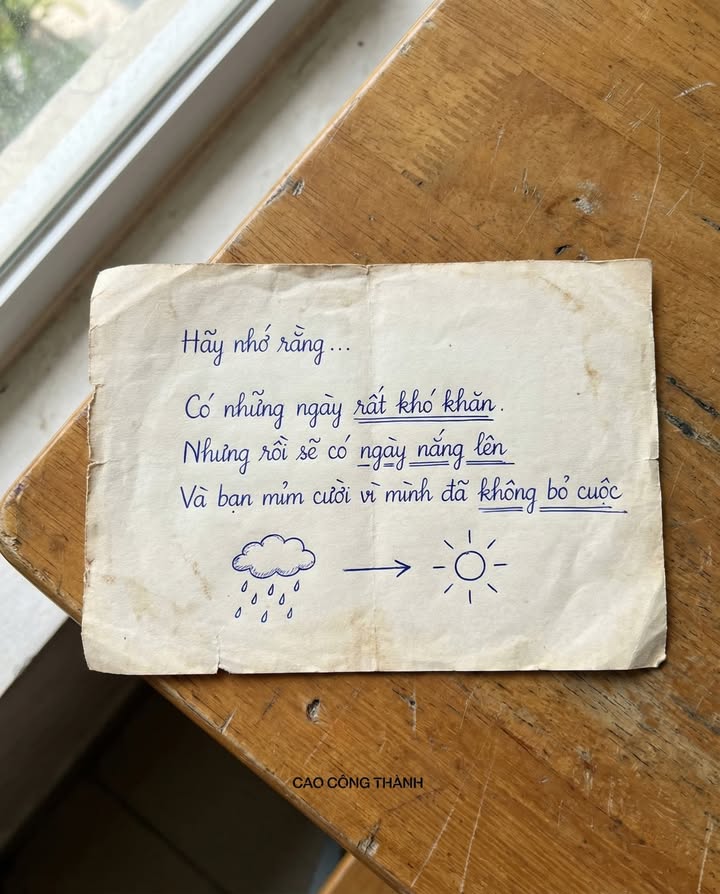 Hãy nhớ rằng...
Có những ngày rất khó khăn.
Nhưng rồi sẽ có ngày nắng lên
Và bạn mỉm cười vì mình đã không bỏ cuộc
CAO CÔNG THÀNH